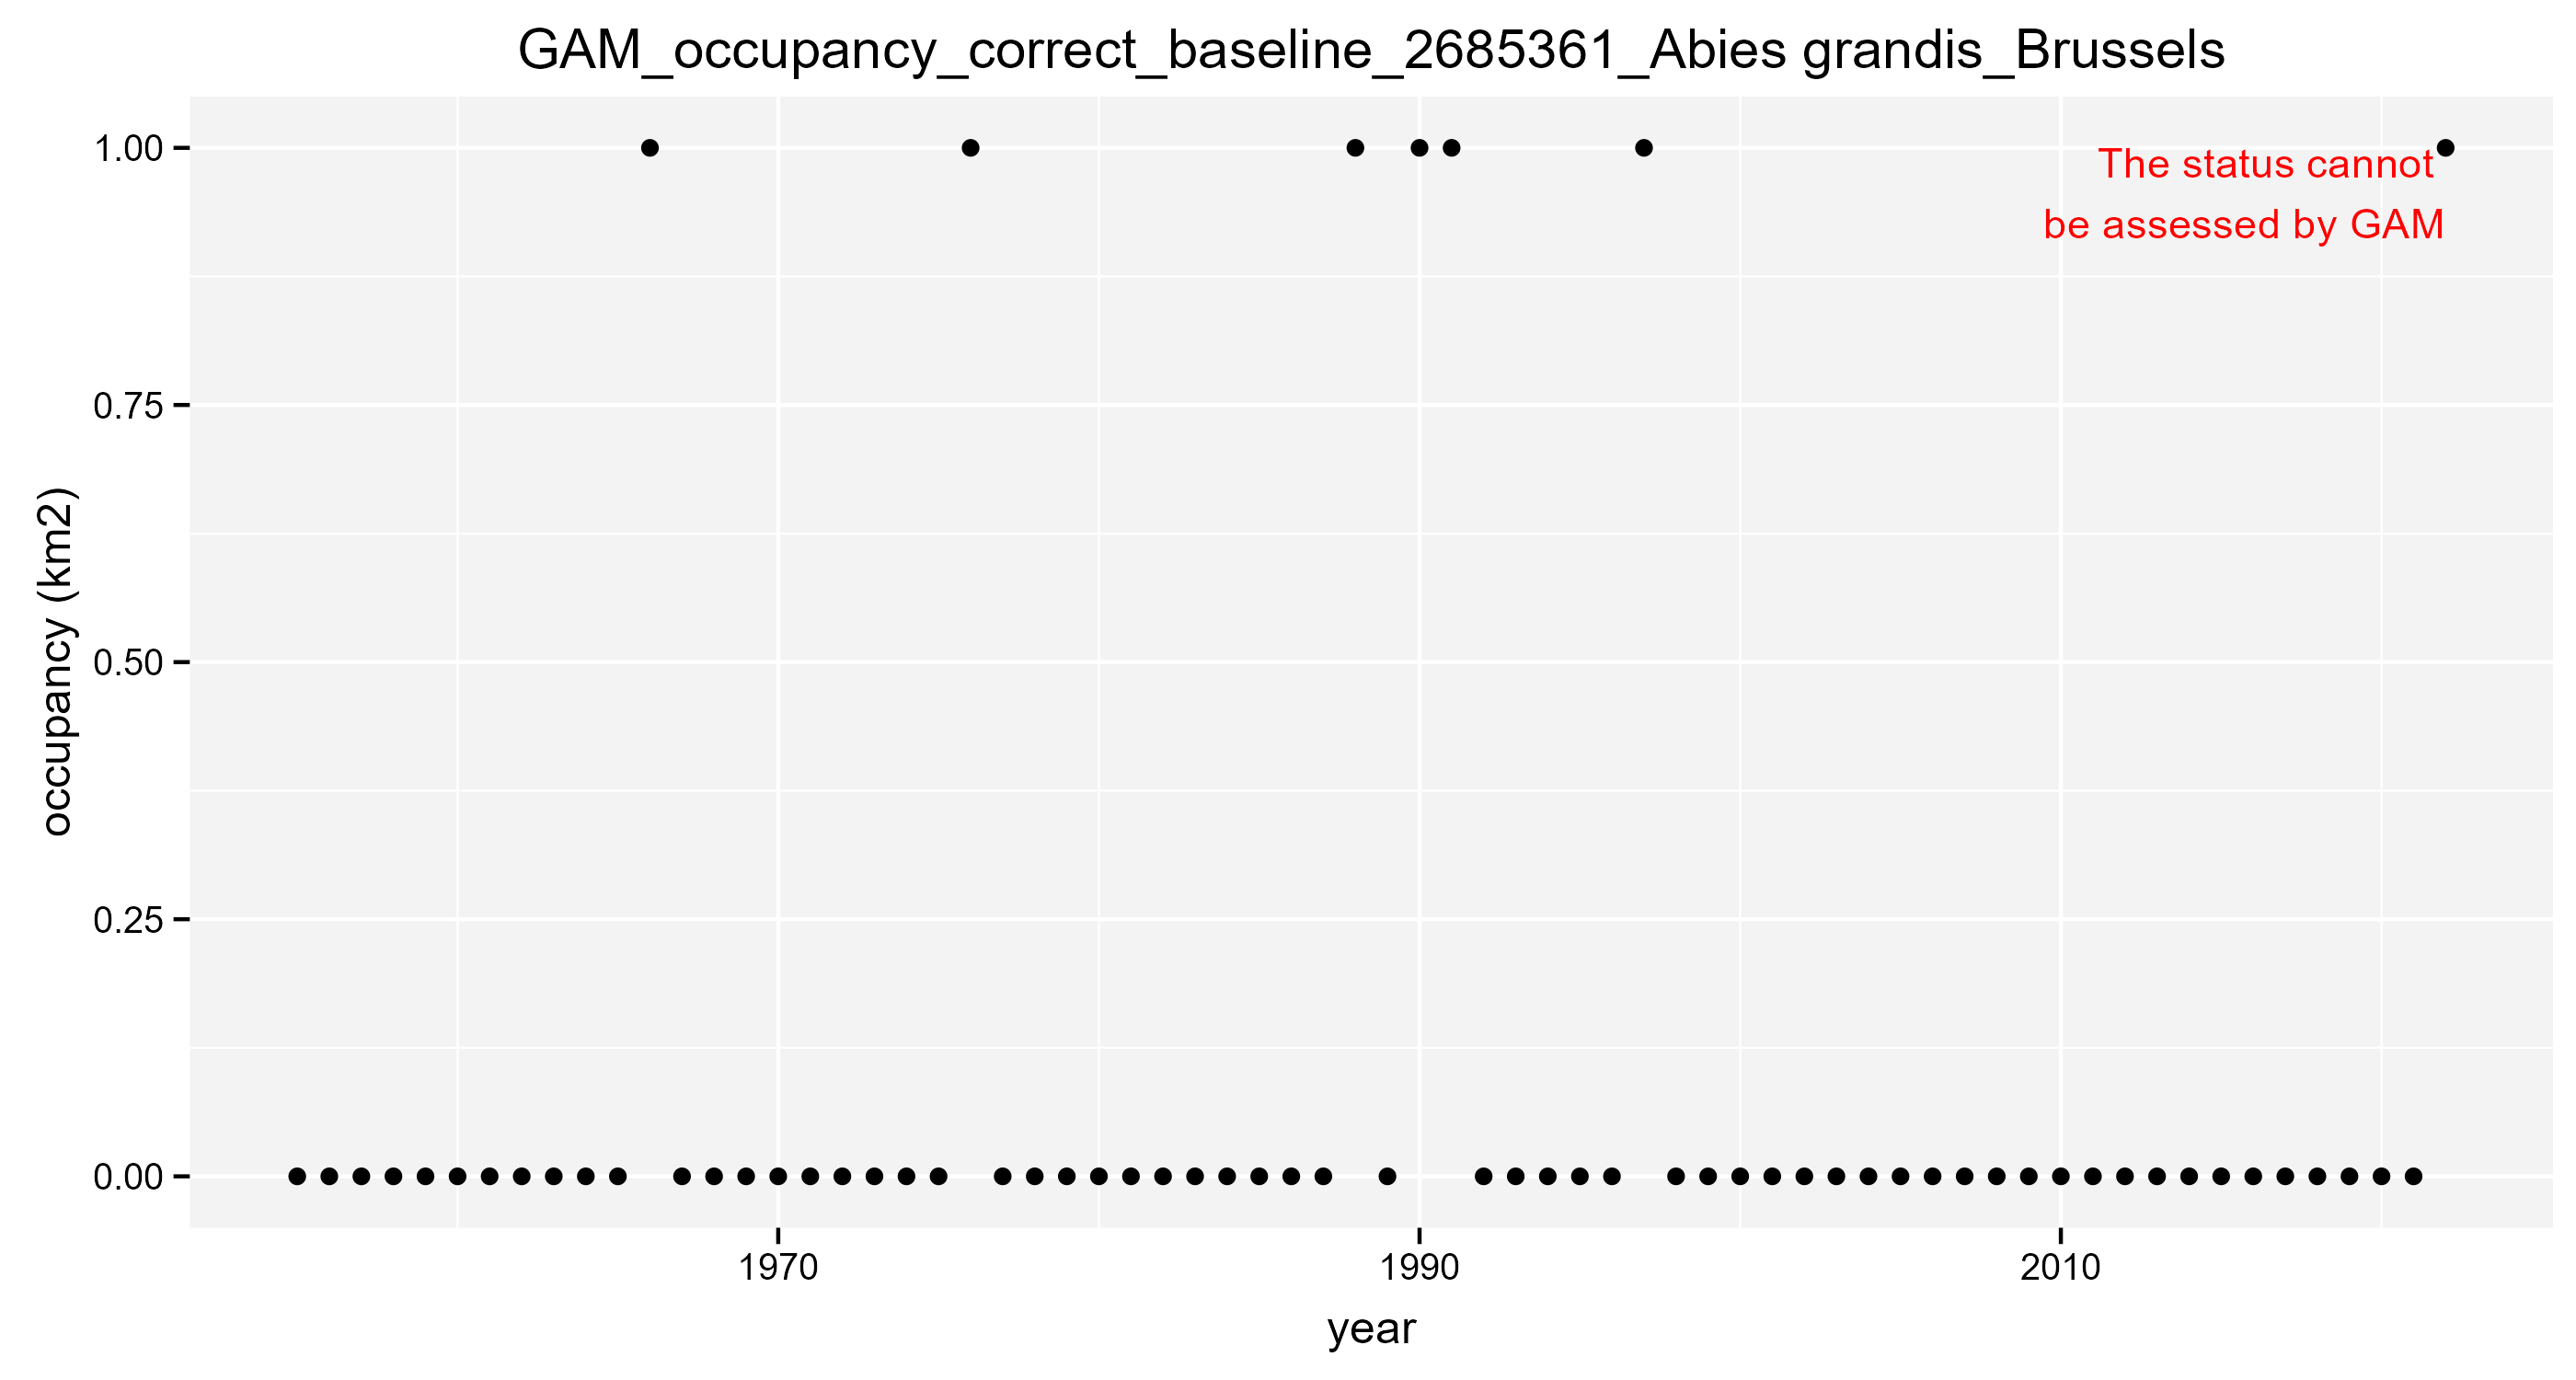 GAM_occupancy_correct_baseline_2685361_Abies grandis_Brussels
1.00
The status cannot
be assessed by GAM
0.75
occupancy (km2)
0.50
0.25
0.00
1970
1990
2010
year